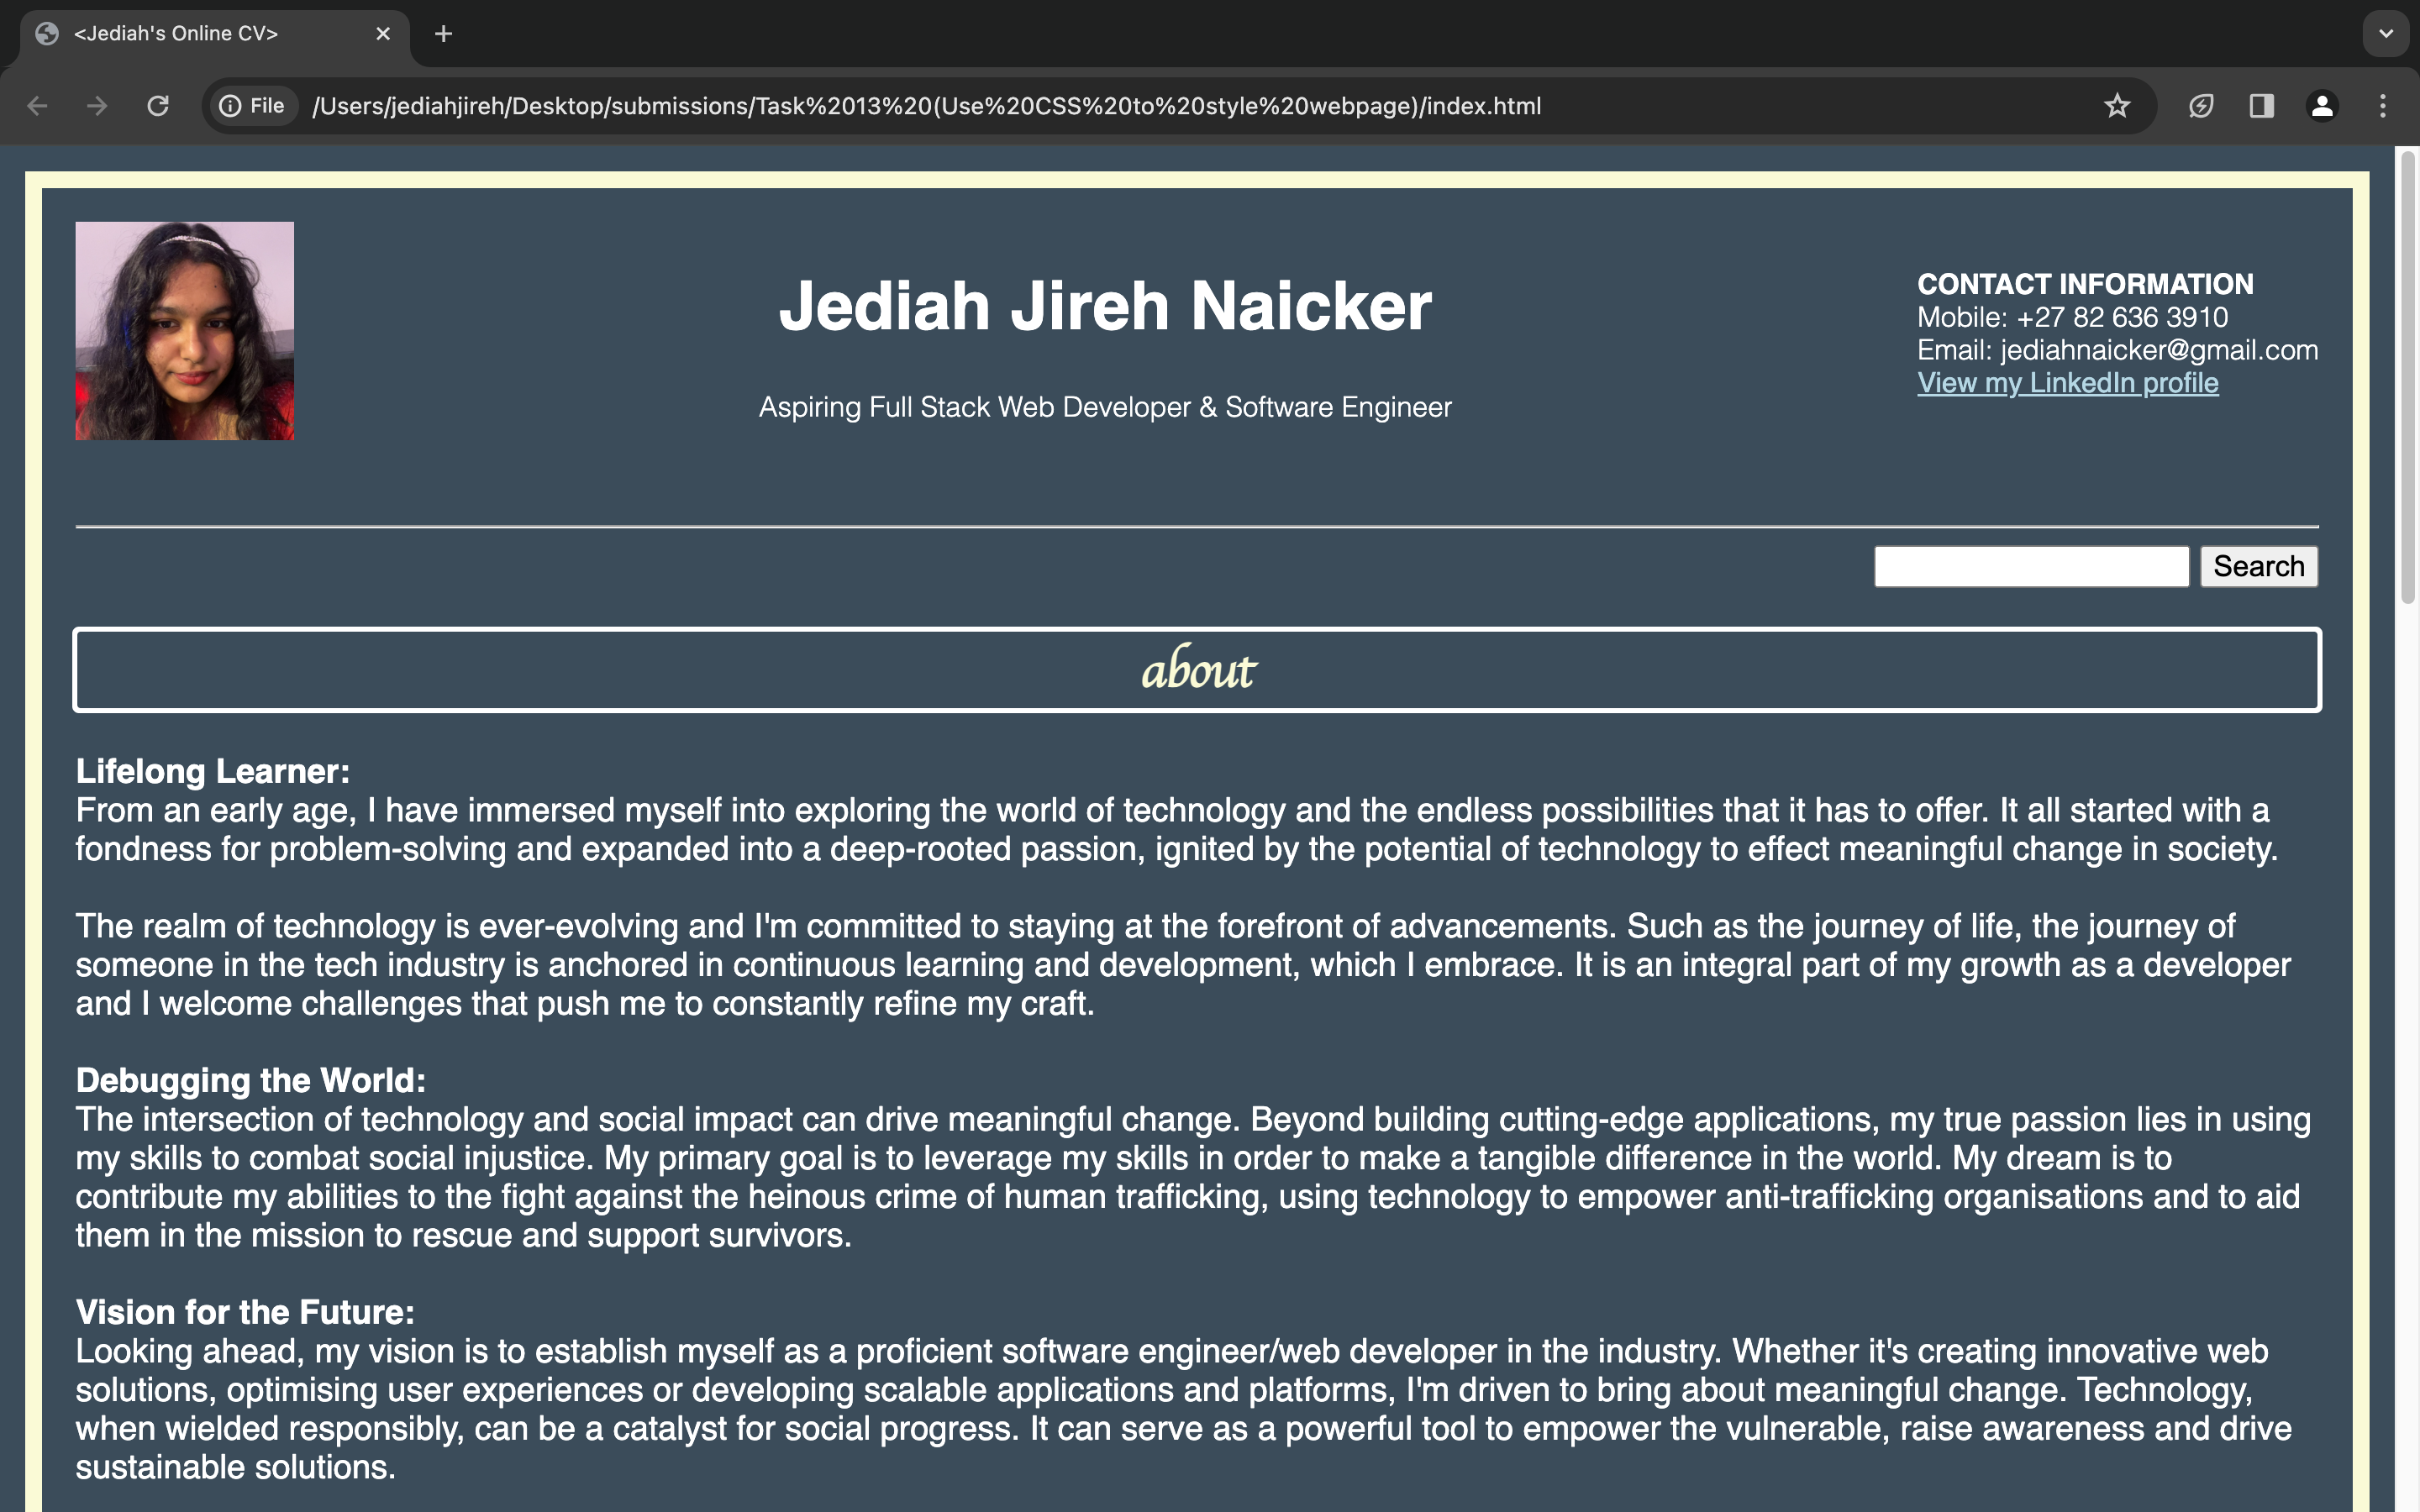 <Jediah's Online CV>
File /Users/jediahjireh/Desktop/submissions/Task%2013%20(Use%20CSS%20to%20style%20webpage)/index.html
Jediah Jireh Naicker
Aspiring Full Stack Web Developer & Software Engineer
CONTACT INFORMATION
Mobile: +27 82 636 3910
Email: jediahnaicker@gmail.com
View my LinkedIn profile
Search
about
Lifelong Learner:
From an early age, I have immersed myself into exploring the world of technology and the endless possibilities that it has to offer. It all started with a
fondness for problem-solving and expanded into a deep-rooted passion, ignited by the potential of technology to effect meaningful change in society.
The realm of technology is ever-evolving and I'm committed to staying at the forefront of advancements. Such as the journey of life, the journey of
someone in the tech industry is anchored in continuous learning and development, which I embrace. It is an integral part of my growth as a developer
and I welcome challenges that push me to constantly refine my craft.
Debugging the World:
The intersection of technology and social impact can drive meaningful change. Beyond building cutting-edge applications, my true passion lies in using
my skills to combat social injustice. My primary goal is to leverage my skills in order to make a tangible difference in the world. My dream is to
contribute my abilities to the fight against the heinous crime of human trafficking, using technology to empower anti-trafficking organisations and to aid
them in the mission to rescue and support survivors.
Vision for the Future:
Looking ahead, my vision is to establish myself as a proficient software engineer/web developer in the industry. Whether it's creating innovative web
solutions, optimising user experiences or developing scalable applications and platforms, I'm driven to bring about meaningful change. Technology,
when wielded responsibly, can be a catalyst for social progress. It can serve as a powerful tool to empower the vulnerable, raise awareness and drive
sustainable solutions.